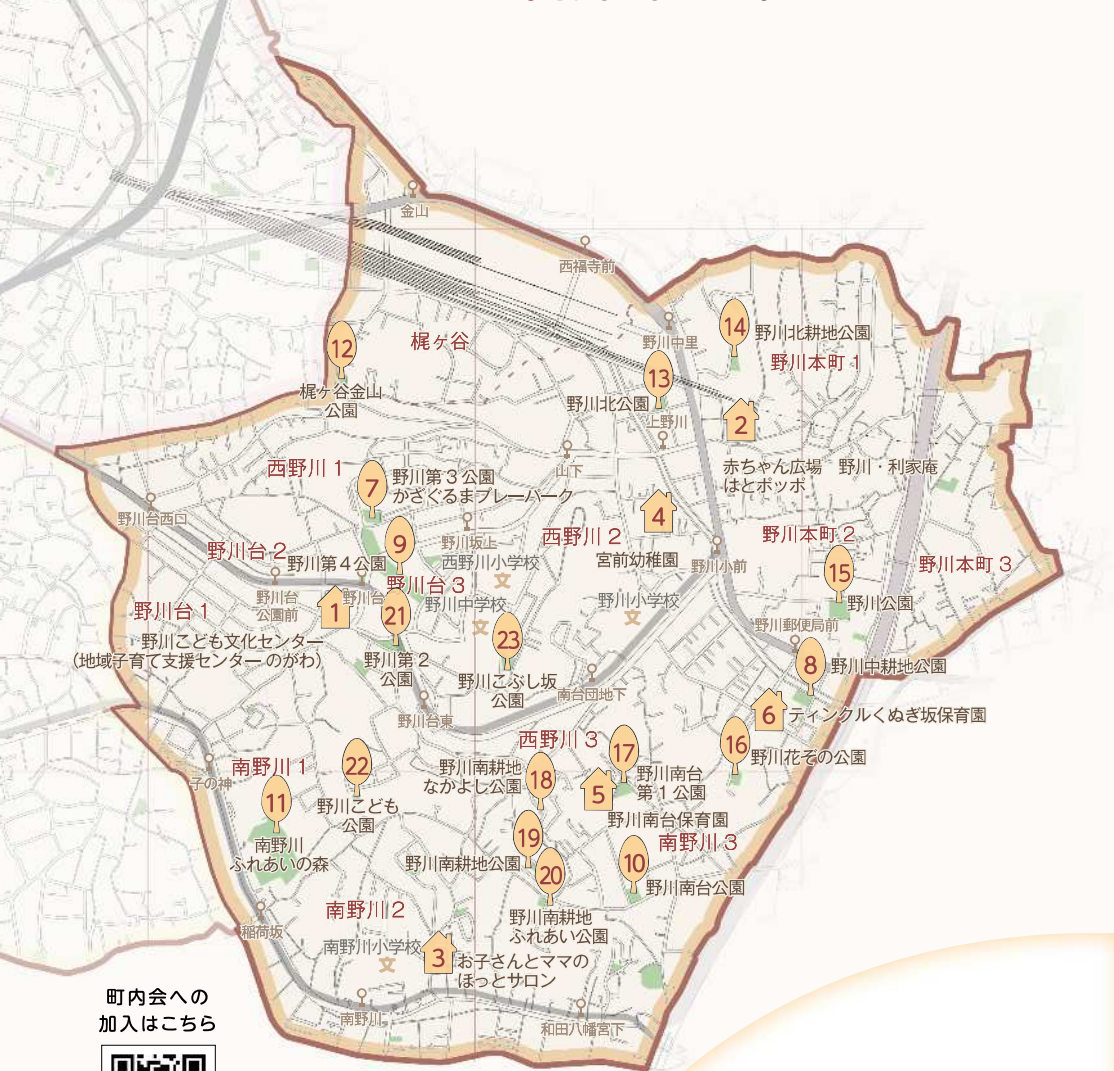 金山
西福寺前
野川中里
14
野川北耕地公園
野川本町1
12
梶ヶ谷
梶ヶ谷金山
公園
13
野川北公園
上野川
2
赤ちゃん広場 野川・利家庵
はとポッポ
山下
西野川1
7
野川第3公園
かざぐるまプレーパーク
野川台西口
野川坂上
西野川2
4
宮前幼稚園
野川小前
野川本町2
野川本町3
15
野川公園
野川台2
野川第4公園
9
野川台3
西野川小学校
文
野川中学校
文
野川小学校
文
野川台
公園前
野川台
1
21
野川台1
野川こども文化センター
(地域子育て支援センターのがわ)
野川第2
公園
23
野川こぶし坂
公園
南台団地下
野川郵便局前
8
野川中耕地公園
6
ティンクルくぬぎ坂保育園
野川台東
西野川3
16
野川花ぞの公園
子の神
南野川1
11
南野川
ふれあいの森
22
野川こども
公園
野川南耕地
なかよし公園
18
17
野川南台
第1公園
5
野川南台保育園
南野川3
19
野川南耕地公園
20
野川南耕地
ふれあい公園
10
野川南台公園
稲荷坂
南野川2
南野川小学校
文
3
お子さんとママの
ほっとサロン
南野川
和田八幡宮下
町内会への
加入はこちら